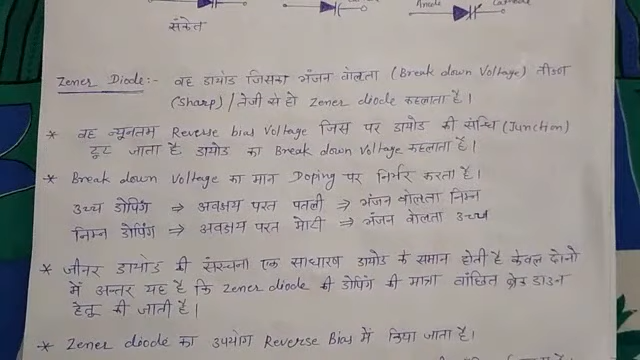 Anode Cathode
संकेत
Zener Diode:- वह डायोड जिसका भंजन वोल्टता (Break down Voltage) तीक्ष्ण
(Sharp)/तेजी से हो Zener diode कहलाता है।
* वह न्यूनतम Reverse bias Voltage जिस पर डायोड की संधि (Junction)
टूट जाता है डायोड का Break down Voltage कहलाता है।
* Break down Voltage का मान Doping पर निर्भर करता है।
उच्च डोपिंग ⇒ अवक्षय परत पतली ⇒ भंजन वोल्टता निम्न
निम्न डोपिंग ⇒ अवक्षय परत मोटी ⇒ भंजन वोल्टता उच्च
* जीनर डायोड की संरचना एक साधारण डायोड के समान होती है केवल दोनों
में अन्तर यह है कि Zener diode की डोपिंग की मात्रा वांछित ब्रेक डाउन
हेतु की जाती है।
* Zener diode का उपयोग Reverse Bias में किया जाता है।